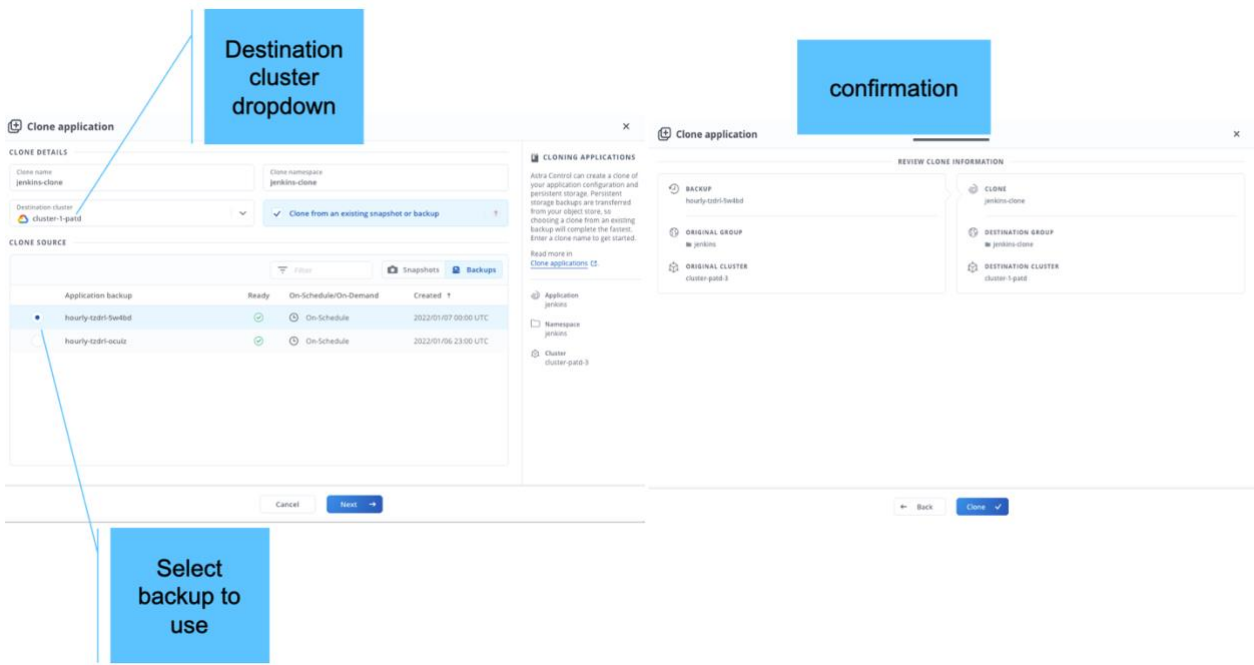 Destination
cluster
dropdown
Clone application
CLONE DETAILS
Clone name
jenkins-clone
Clone namespace
jenkins-clone
Destination cluster
cluster-1-patd
Clone from an existing snapshot or backup
CLONE SOURCE
Filter
Snapshots
Backups
Application backup Ready On-Schedule/On-Demand Created
hourly-tzdrl-5w4bd On-Schedule 2022/01/07 00:00 UTC
hourly-tzdrl-ocuiz On-Schedule 2022/01/06 23:00 UTC
Cancel
Next
CLONING APPLICATIONS
Astra Control can create a clone of
your application configuration and
persistent storage. Persistent
storage backups are transferred
from your object store, so
choosing a clone from an existing
backup will complete the fastest.
Enter a clone name to get started.
Read more in
Clone applications
Application
jenkins
Namespace
jenkins
Cluster
cluster-patd-3
Select
backup to
use
confirmation
Clone application
REVIEW CLONE INFORMATION
BACKUP
hourly-tzdrl-5w4bd
ORIGINAL GROUP
jenkins
ORIGINAL CLUSTER
cluster-patd-3
CLONE
jenkins-clone
DESTINATION GROUP
jenkins-clone
DESTINATION CLUSTER
cluster-1-patd
Back
Clone